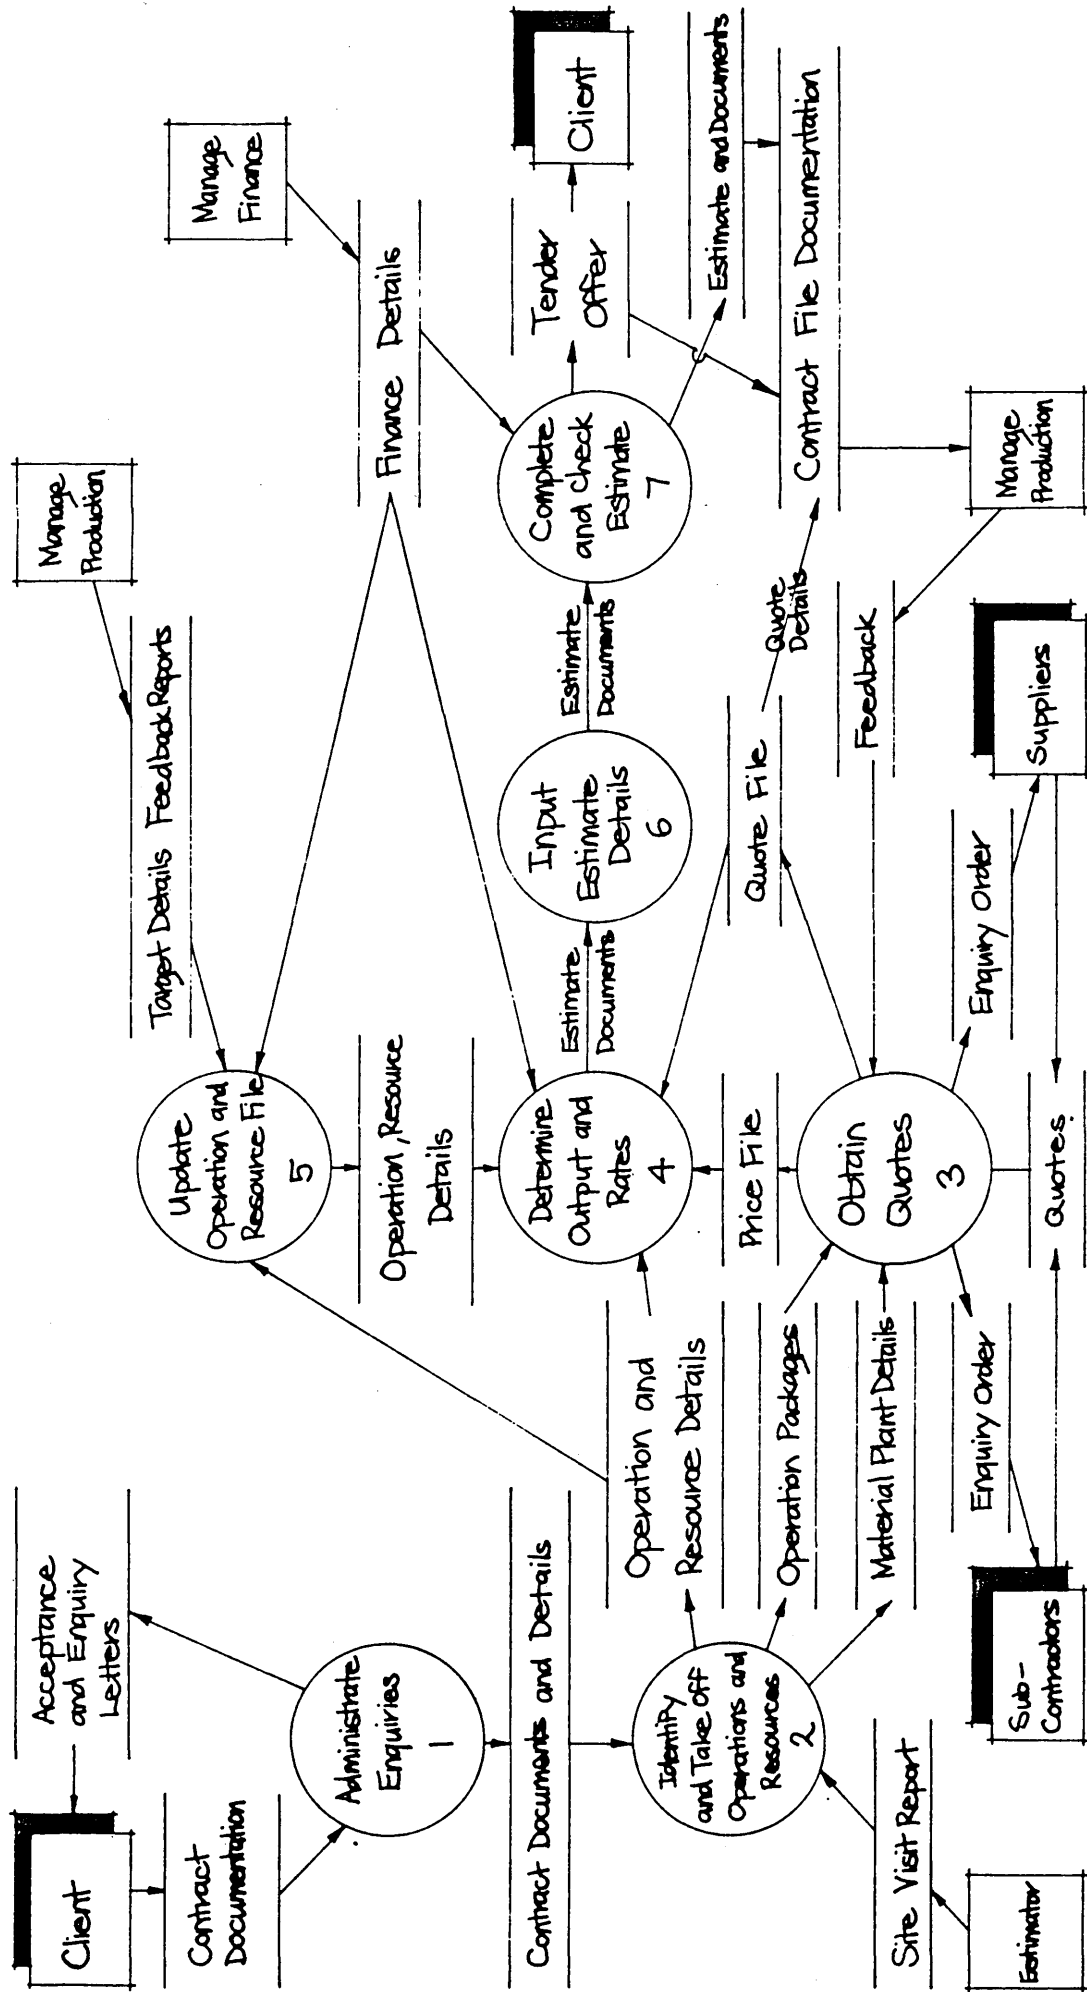 Client
Contract
Documentation
Acceptance
and Enquiry
Letters
Administrate
Enquiries
1
Contract Documents and Details
Manage
Production
Target Details Feedback Reports
Update
Operation and
Resource File
5
Operation, Resource
Details
Manage
Finance
Finance Details
Estimator
Site Visit Report
Identify
and Take off
Operations and
Resources
2
Operation and
Resource Details
Operation Packages
Material Plant Details
Determine
Output and
Rates
4
Estimate
Documents
Input
Estimate
Details
6
Estimate
Documents
Complete
and Check
Estimate
7
Tender
Offer
Client
Estimate and Documents
Contract File Documentation
Price File
Quote File
Quote
Details
Obtain
Quotes
3
Feedback
Manage
Production
Sub-
Contractors
Enquiry Order
Enquiry Order
Suppliers
Quotes